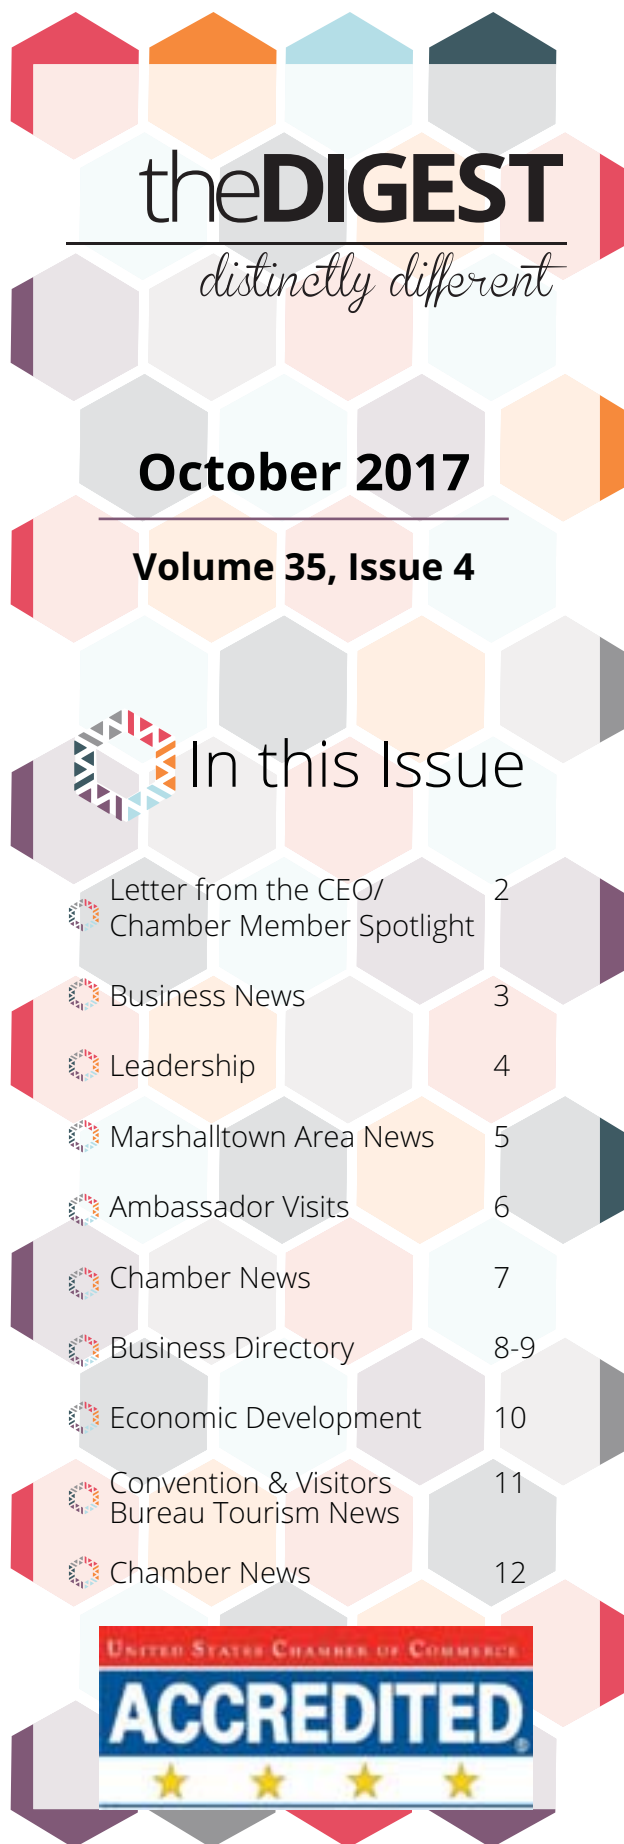 theDIGEST
distinctly different
October 2017
Volume 35, Issue 4
In this Issue
Letter from the CEO/ 2
Chamber Member Spotlight
Business News 3
Leadership 4
Marshalltown Area News 5
Ambassador Visits 6
Chamber News 7
Business Directory 8-9
Economic Development 10
Convention & Visitors 11
Bureau Tourism News
Chamber News 12
UNITED STATES CHAMBER OF COMMERCE
ACCREDITED®